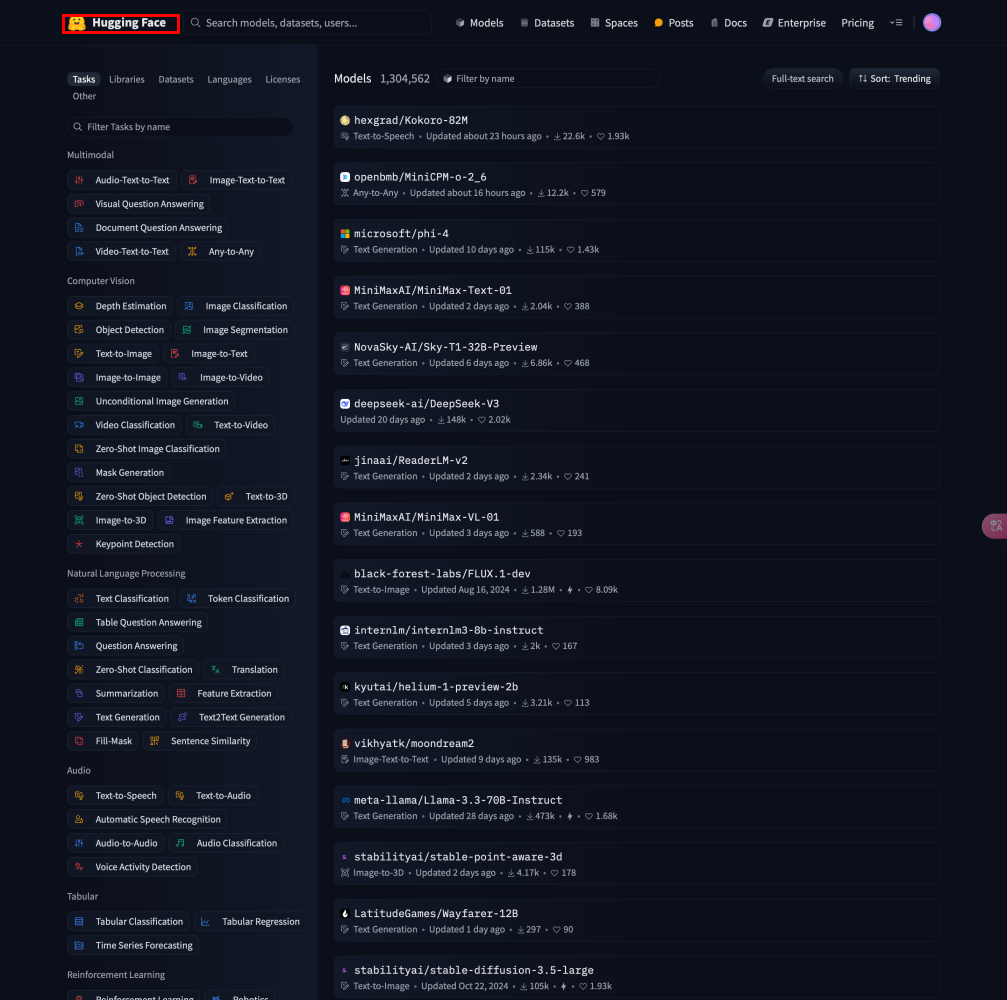 Hugging Face
Search models, datasets, users...
Models
Datasets
Spaces
Posts
Docs
Enterprise
Pricing
Tasks
Libraries
Datasets
Languages
Licenses
Other
Filter Tasks by name
Multimodal
Audio-Text-to-Text
Image-Text-to-Text
Visual Question Answering
Document Question Answering
Video-Text-to-Text
Any-to-Any
Computer Vision
Depth Estimation
Image Classification
Object Detection
Image Segmentation
Text-to-Image
Image-to-Text
Image-to-Image
Image-to-Video
Unconditional Image Generation
Video Classification
Text-to-Video
Zero-Shot Image Classification
Mask Generation
Zero-Shot Object Detection
Text-to-3D
Image-to-3D
Image Feature Extraction
Keypoint Detection
Natural Language Processing
Text Classification
Token Classification
Table Question Answering
Question Answering
Zero-Shot Classification
Translation
Summarization
Feature Extraction
Text Generation
Text2Text Generation
Fill-Mask
Sentence Similarity
Audio
Text-to-Speech
Text-to-Audio
Automatic Speech Recognition
Audio-to-Audio
Audio Classification
Voice Activity Detection
Tabular
Tabular Classification
Tabular Regression
Time Series Forecasting
Reinforcement Learning
Reinforcement Learning
Robotics
Models 1,304,562
Filter by name
Full-text search
Sort: Trending
hexgrad/Kokoro-82M
Text-to-Speech • Updated about 23 hours ago • 22.6k • 1.93k
openbmb/MiniCPM-o-2_6
Any-to-Any • Updated about 16 hours ago • 12.2k • 579
microsoft/phi-4
Text Generation • Updated 10 days ago • 115k • 1.43k
MiniMaxAI/MiniMax-Text-01
Text Generation • Updated 2 days ago • 2.04k • 388
NovaSky-AI/Sky-T1-32B-Preview
Text Generation • Updated 6 days ago • 6.86k • 468
deepseek-ai/DeepSeek-V3
Updated 20 days ago • 148k • 2.02k
jinaai/ReaderLM-v2
Text Generation • Updated 2 days ago • 2.34k • 241
MiniMaxAI/MiniMax-VL-01
Text Generation • Updated 3 days ago • 588 • 193
black-forest-labs/FLUX.1-dev
Text-to-Image • Updated Aug 16, 2024 • 1.28M • • 8.09k
internlm/internlm3-8b-instruct
Text Generation • Updated 3 days ago • 2k • 167
kyutai/helium-1-preview-2b
Text Generation • Updated 5 days ago • 3.21k • 113
vikhyatk/moondream2
Image-Text-to-Text • Updated 9 days ago • 135k • 983
meta-llama/Llama-3.3-70B-Instruct
Text Generation • Updated 28 days ago • 473k • • 1.68k
stabilityai/stable-point-aware-3d
Image-to-3D • Updated 2 days ago • 4.17k • 178
LatitudeGames/Wayfarer-12B
Text Generation • Updated 1 day ago • 297 • 90
stabilityai/stable-diffusion-3.5-large
Text-to-Image • Updated Oct 22, 2024 • 105k • • 1.93k